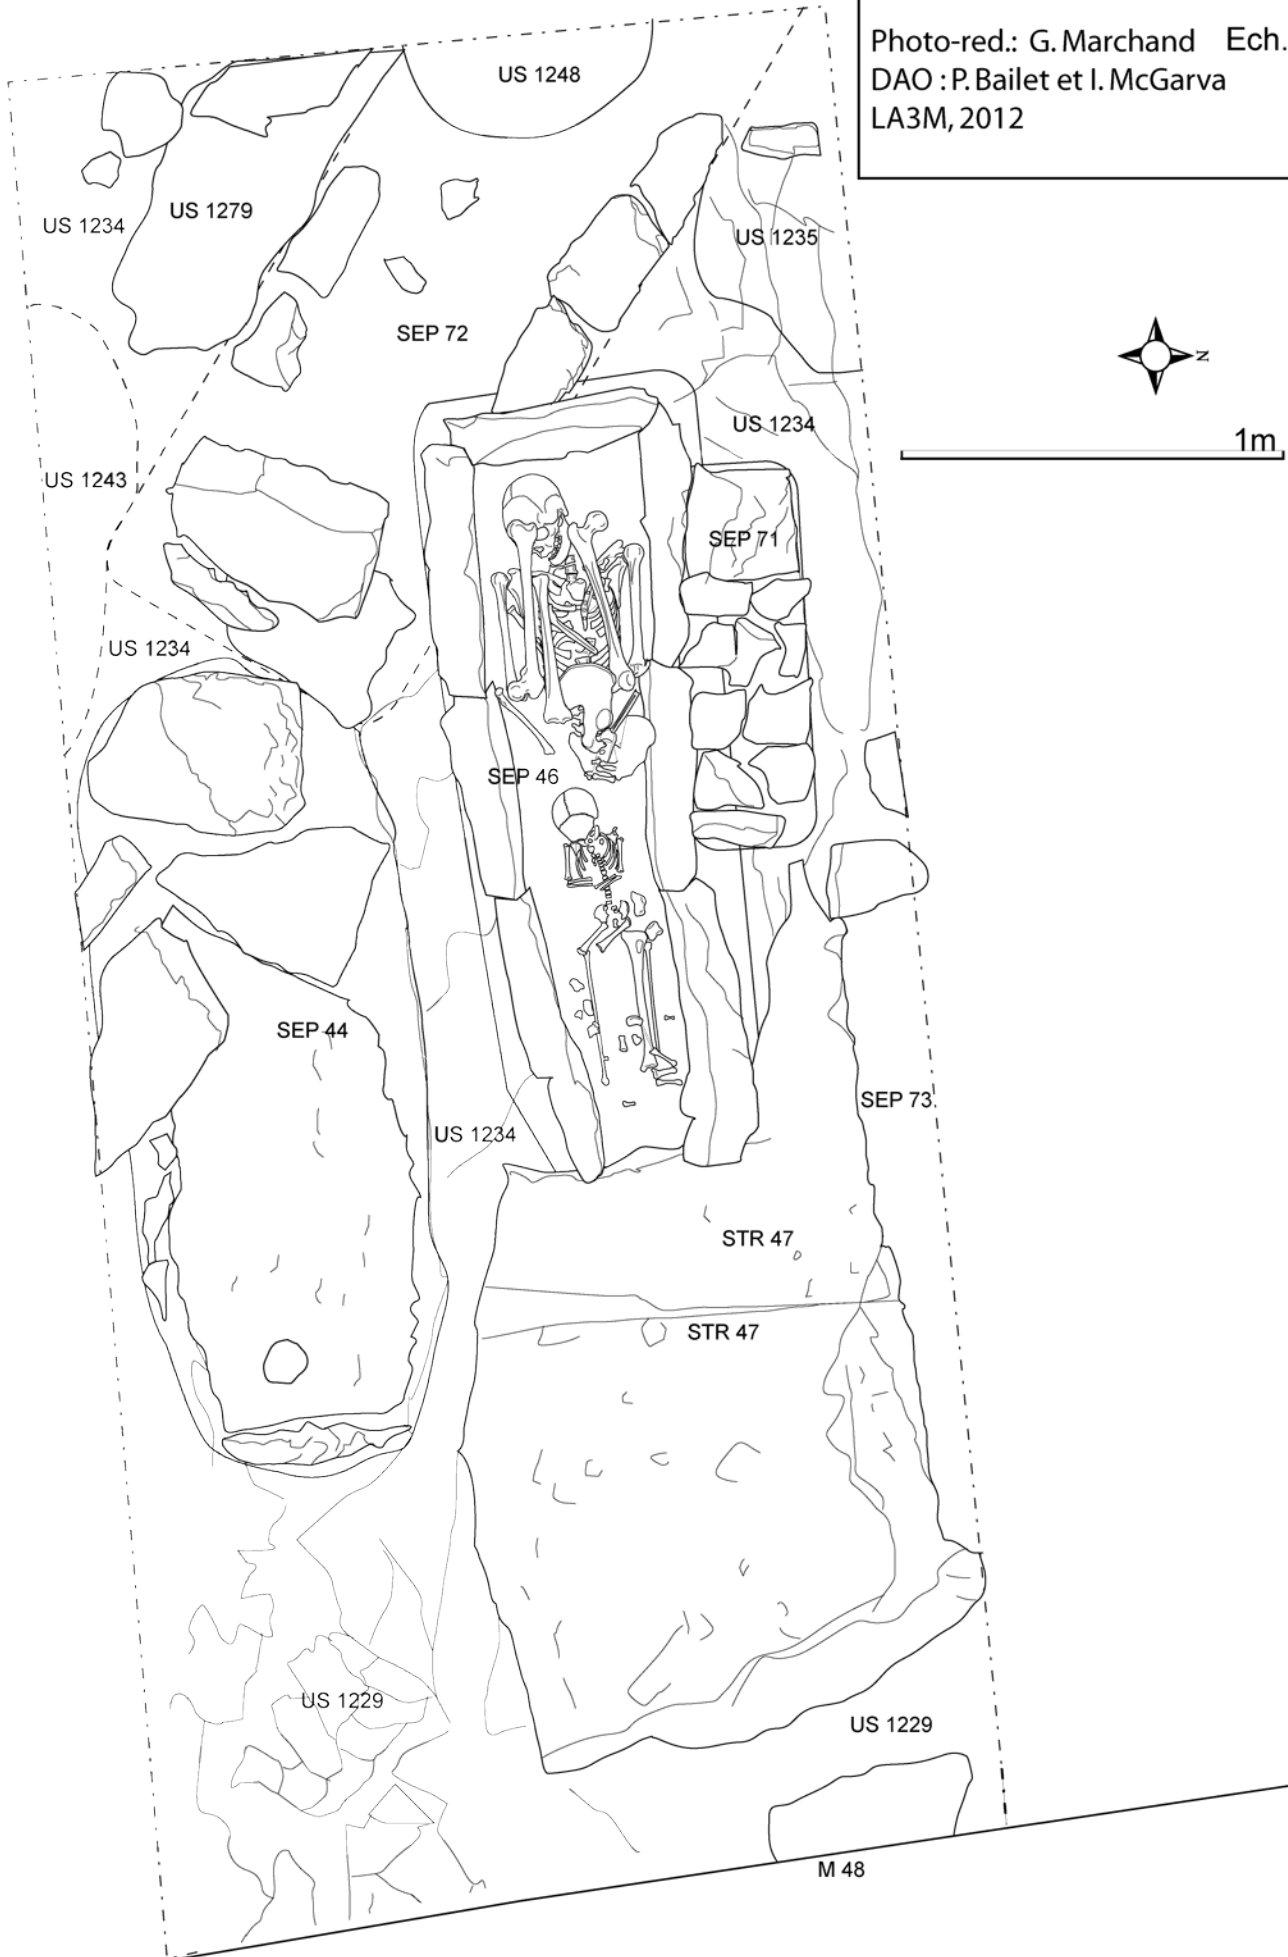 Photo-red.: G. Marchand Ech.
DAO : P. Bailet et I. McGarva
LA3M, 2012
US 1248
US 1279
US 1234
US 1235
SEP 72
N
US 1234
1m
US 1243
SEP 71
US 1234
SEP 46
SEP 44
SEP 73
US 1234
STR 47
STR 47
US 1229
US 1229
M 48